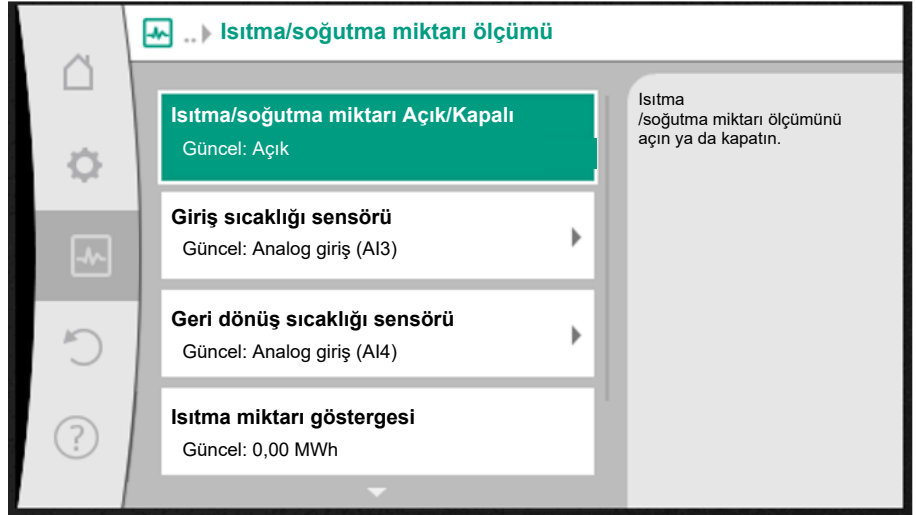 .. Isıtma/soğutma miktarı ölçümü
Isıtma/soğutma miktarı Açık/Kapalı
Güncel: Açık
Giriş sıcaklığı sensörü
Güncel: Analog giriş (AI3)
Geri dönüş sıcaklığı sensörü
Güncel: Analog giriş (AI4)
Isıtma miktarı göstergesi
Güncel: 0,00 MWh
Isıtma
/soğutma miktarı ölçümünü
açın ya da kapatın.
?